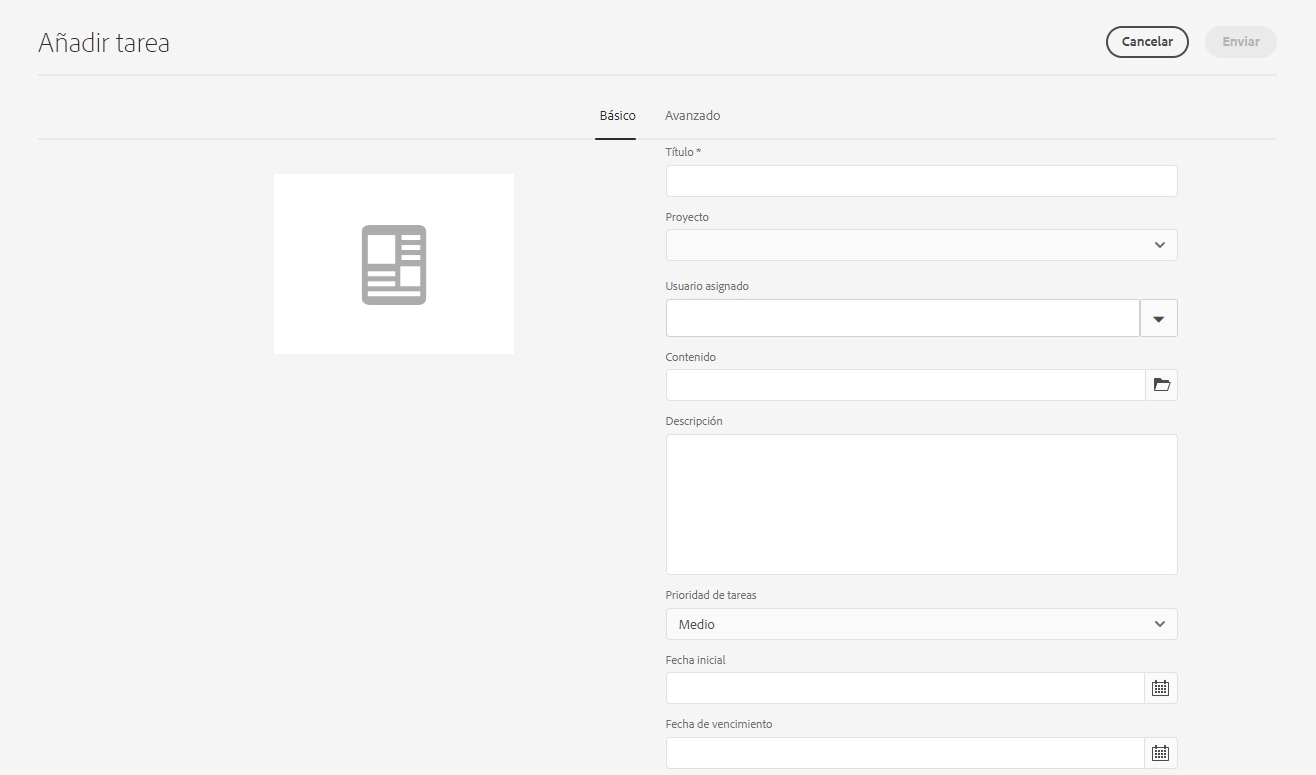 Añadir tarea
Cancelar
Enviar
Básico
Avanzado
Título *
Proyecto
Usuario asignado
Contenido
Descripción
Prioridad de tareas
Medio
Fecha inicial
Fecha de vencimiento